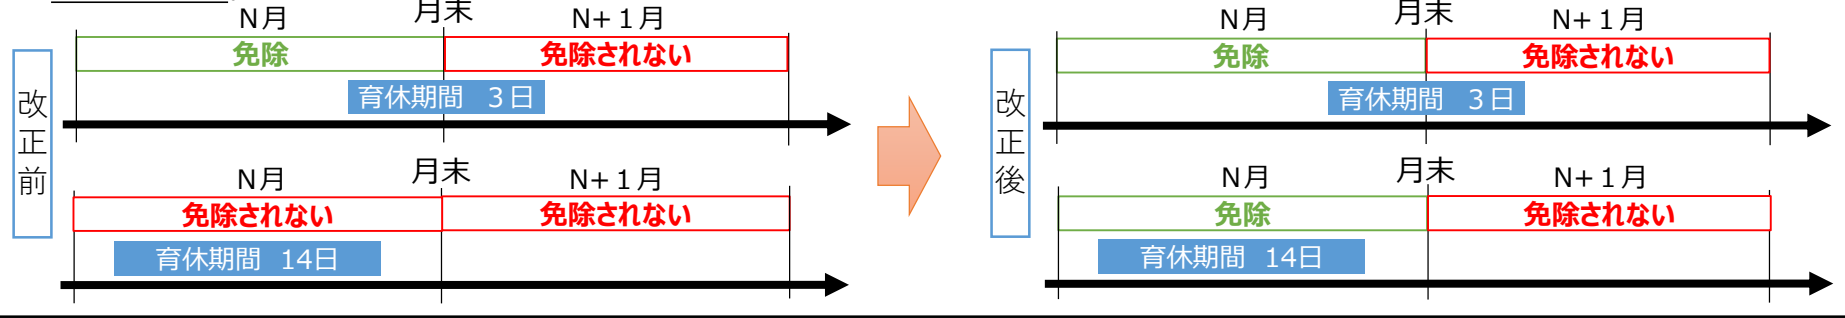 改正前
N月 月末 N+1月
免除 免除されない
育休期間 3日
N月 月末 N+1月
免除されない 免除されない
育休期間 14日
改正後
N月 月末 N+1月
免除 免除されない
育休期間 3日
N月 月末 N+1月
免除 免除されない
育休期間 14日